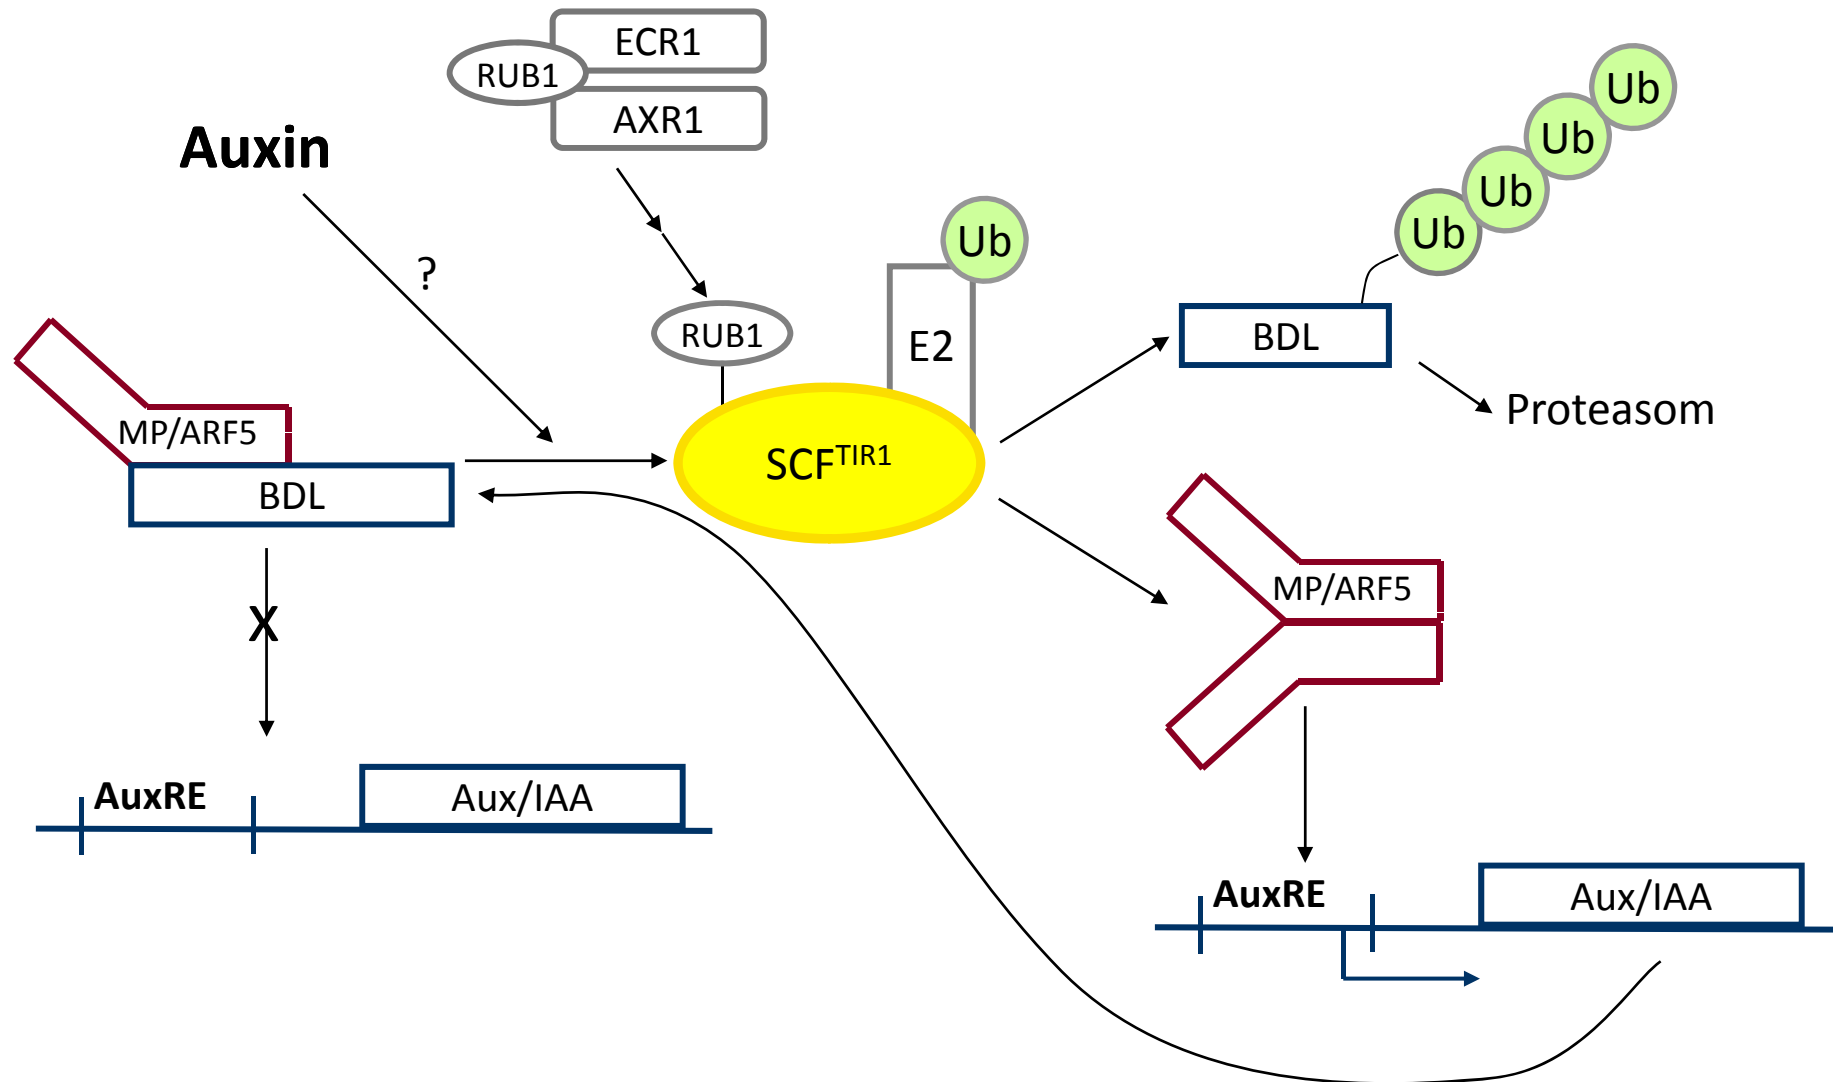 ECR1
RUB1
AXR1
Auxin
Ub
Ub
Ub
Ub
Ub
?
RUB1
E2
BDL
Proteasom
MP/ARF5
BDL
SCFTIR1
MP/ARF5
X
AuxRE
Aux/IAA
AuxRE
Aux/IAA